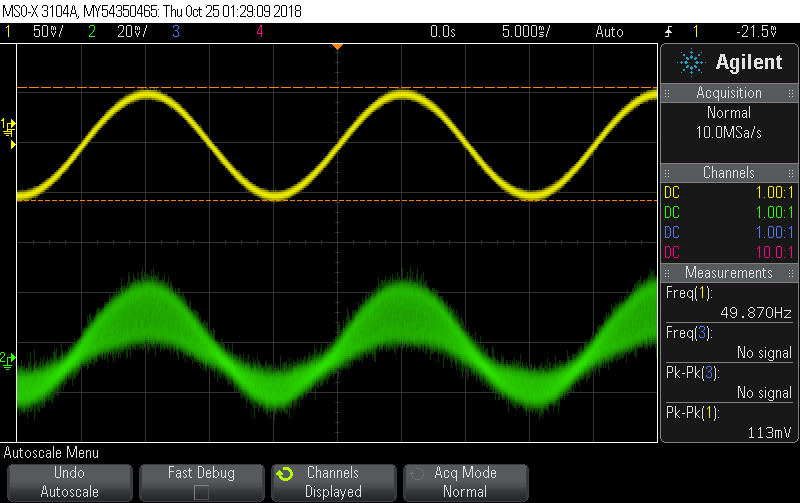 MSO-X 3104A, MY54350465: Thu Oct 25 01:29:09 2018
1 50%/ 2 20%/ 3 4 0.0s 5.000%/ Auto 1 -21.5%
Agilent
Acquisition
Normal
10.0MSa/s
Channels
DC 1.00:1
DC 1.00:1
DC 1.00:1
DC 10.0:1
Measurements
Freq(1):
49.870Hz
Freq(3):
No signal
Pk-Pk(3):
No signal
Pk-Pk(1):
113mV
1
2
Autoscale Menu
Undo
Autoscale
Fast Debug
Channels
Displayed
Acq Mode
Normal